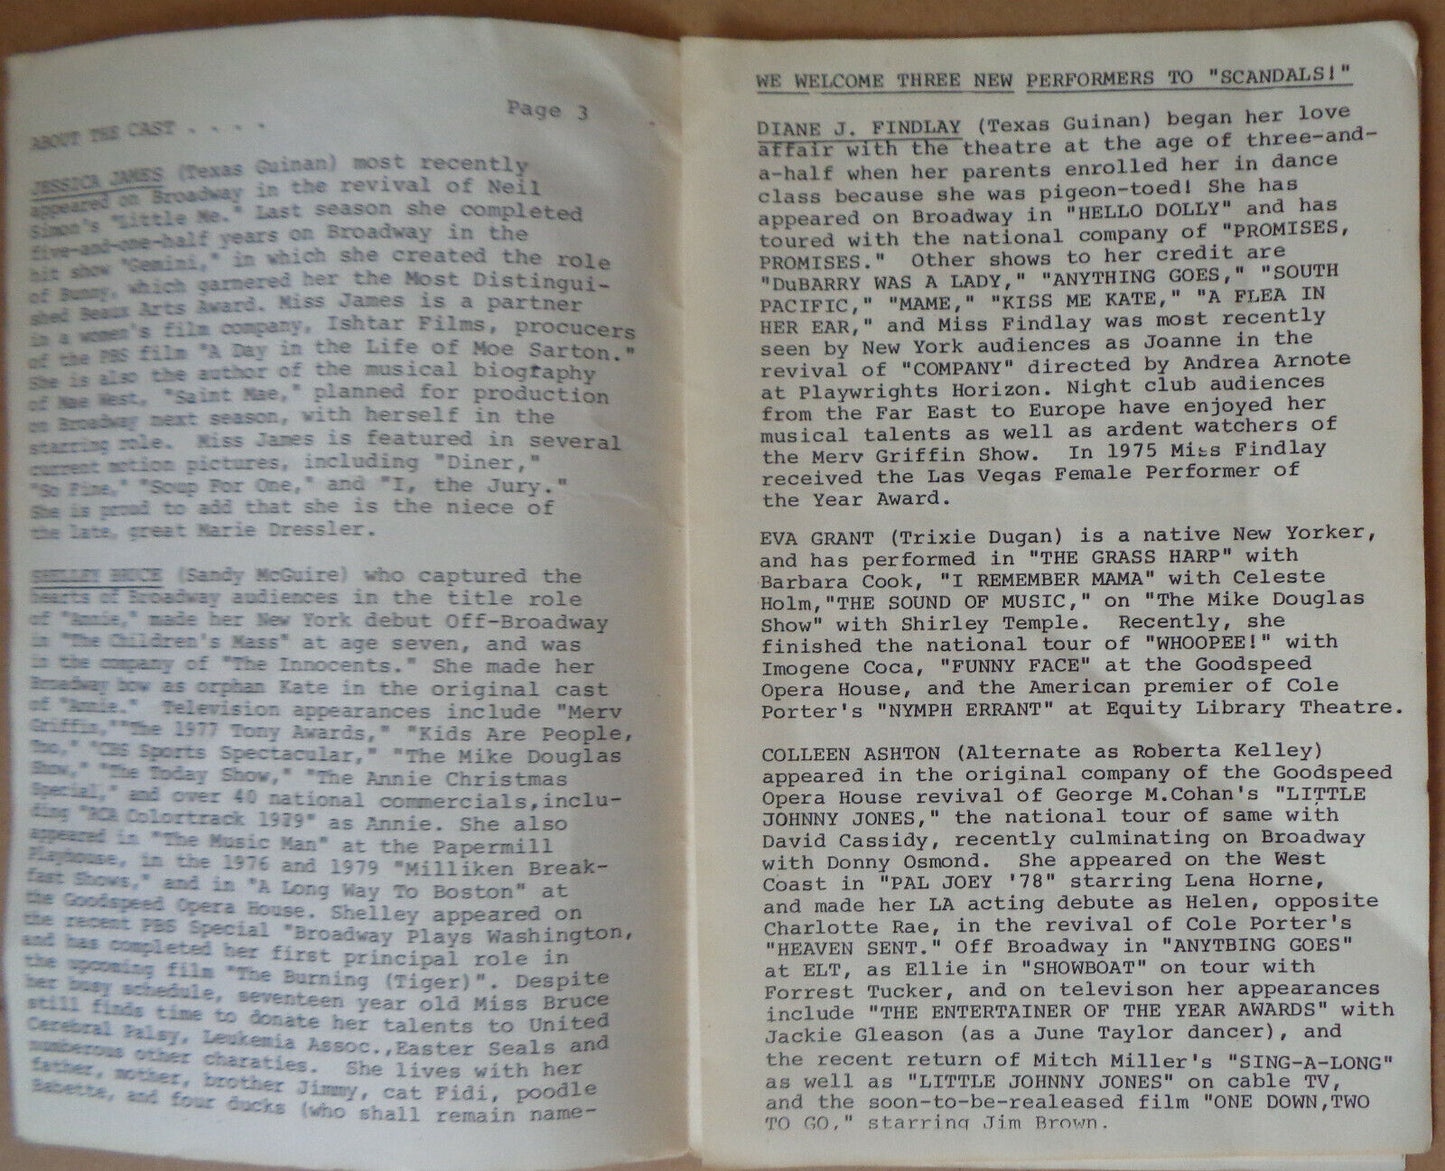 Page 3
ABOUT THE CAST . . . .
JESSICA JAMES (Texas Guinan) most recently
appeared on Broadway in the revival of Neil
Simon's "Little Me." Last season she completed
five-and-one-half years on Broadway in the
hit show "Gemini," in which she created the role
of Bunny, which garnered her the Most Distingui-
shed Beaux Arts Award. Miss James is a partner
in a women's film company, Ishtar Films, procucers
of the PBS film "A Day in the Life of Moe Sarton."
She is also the author of the musical biography
of Mae West, "Saint Mae," planned for production
on Broadway next season, with herself in the
starring role. Miss James is featured in several
current motion pictures, including "Diner,"
"So Fine," "Soup For One," and "I, the Jury."
She is proud to add that she is the niece of
the late, great Marie Dressler.
SHELLEY BRUCE (Sandy McGuire) who captured the
hearts of Broadway audiences in the title role
of "Annie," made her New York debut Off-Broadway
in "The Children's Mass" at age seven, and was
in the company of "The Innocents." She made her
Broadway bow as orphan Kate in the original cast
of "Annie." Television appearances include "Merv
Griffin,""The 1977 Tony Awards," "Kids Are People,
Too," "CBS Sports Spectacular," "The Mike Douglas
Show," "The Today Show," "The Annie Christmas
Special," and over 40 national commercials,inclu-
ding "RCA Colortrack 1979" as Annie. She also
appeared in "The Music Man" at the Papermill
Playhouse, in the 1976 and 1979 "Milliken Break-
fast Shows," and in "A Long Way To Boston" at
the Goodspeed Opera House. Shelley appeared on
the recent PBS Special "Broadway Plays Washington,
and has completed her first principal role in
the upcoming film "The Burning (Tiger)". Despite
her busy schedule, seventeen year old Miss Bruce
still finds time to donate her talents to United
Cerebral Palsy, Leukemia Assoc.,Easter Seals and
numberous other charaties. She lives with her
father, mother, brother Jimmy, cat Fidi, poodle
Babette, and four ducks (who shall remain name-
WE WELCOME THREE NEW PERFORMERS TO "SCANDALS!"
DIANE J. FINDLAY (Texas Guinan) began her love
affair with the theatre at the age of three-and-
a-half when her parents enrolled her in dance
class because she was pigeon-toed! She has
appeared on Broadway in "HELLO DOLLY" and has
toured with the national company of "PROMISES,
PROMISES." Other shows to her credit are
"DuBARRY WAS A LADY," "ANYTHING GOES," "SOUTH
PACIFIC," "MAME," "KISS ME KATE," "A FLEA IN
HER EAR," and Miss Findlay was most recently
seen by New York audiences as Joanne in the
revival of "COMPANY" directed by Andrea Arnote
at Playwrights Horizon. Night club audiences
from the Far East to Europe have enjoyed her
musical talents as well as ardent watchers of
the Merv Griffin Show. In 1975 Miss Findlay
received the Las Vegas Female Performer of
the Year Award.
EVA GRANT (Trixie Dugan) is a native New Yorker,
and has performed in "THE GRASS HARP" with
Barbara Cook, "I REMEMBER MAMA" with Celeste
Holm,"THE SOUND OF MUSIC," on "The Mike Douglas
Show" with Shirley Temple. Recently, she
finished the national tour of "WHOOPEE!" with
Imogene Coca, "FUNNY FACE" at the Goodspeed
Opera House, and the American premier of Cole
Porter's "NYMPH ERRANT" at Equity Library Theatre.
COLLEEN ASHTON (Alternate as Roberta Kelley)
appeared in the original company of the Goodspeed
Opera House revival of George M.Cohan's "LITTLE
JOHNNY JONES," the national tour of same with
David Cassidy, recently culminating on Broadway
with Donny Osmond. She appeared on the West
Coast in "PAL JOEY '78" starring Lena Horne,
and made her LA acting debute as Helen, opposite
Charlotte Rae, in the revival of Cole Porter's
"HEAVEN SENT." Off Broadway in "ANYTBING GOES"
at ELT, as Ellie in "SHOWBOAT" on tour with
Forrest Tucker, and on televison her appearances
include "THE ENTERTAINER OF THE YEAR AWARDS" with
Jackie Gleason (as a June Taylor dancer), and
the recent return of Mitch Miller's "SING-A-LONG"
as well as "LITTLE JOHNNY JONES" on cable TV,
and the soon-to-be-realeased film "ONE DOWN,TWO
TO GO," starring Jim Brown.